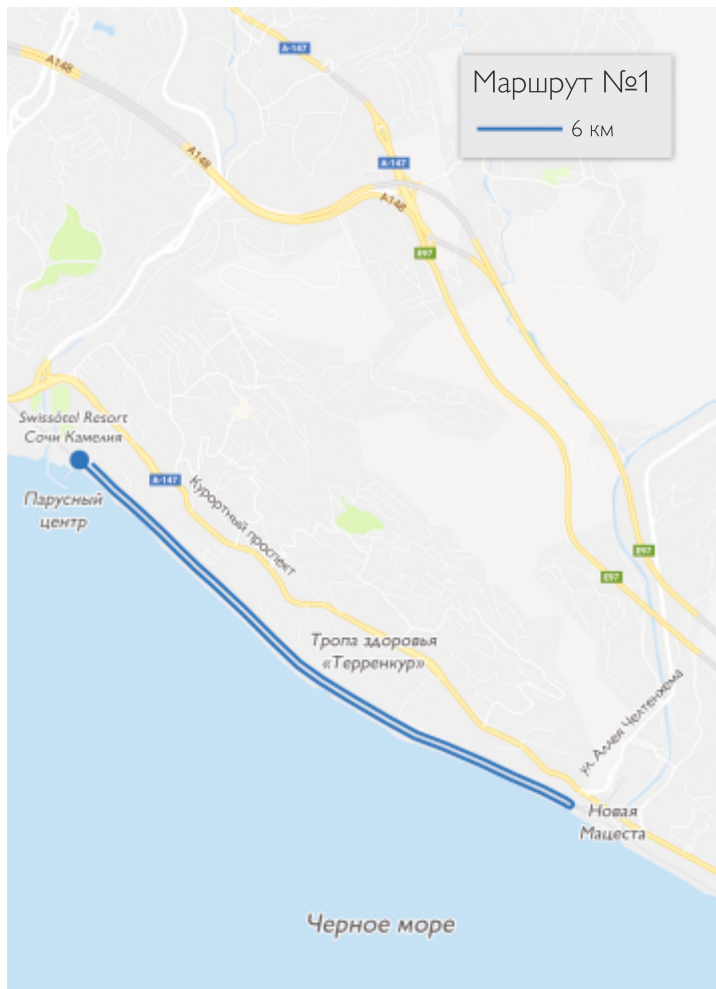 A-147
A148
Маршрут №1
6 км
A148
A-147
A148
E97
Swissôtel Resort
Сочи Камелия
A-147
Курортный проспект
Парусный
центр
E97
E97
Тропа здоровья
«Терренкур»
ул. Аллея Челтенхема
Новая
Мацеста
Черное море